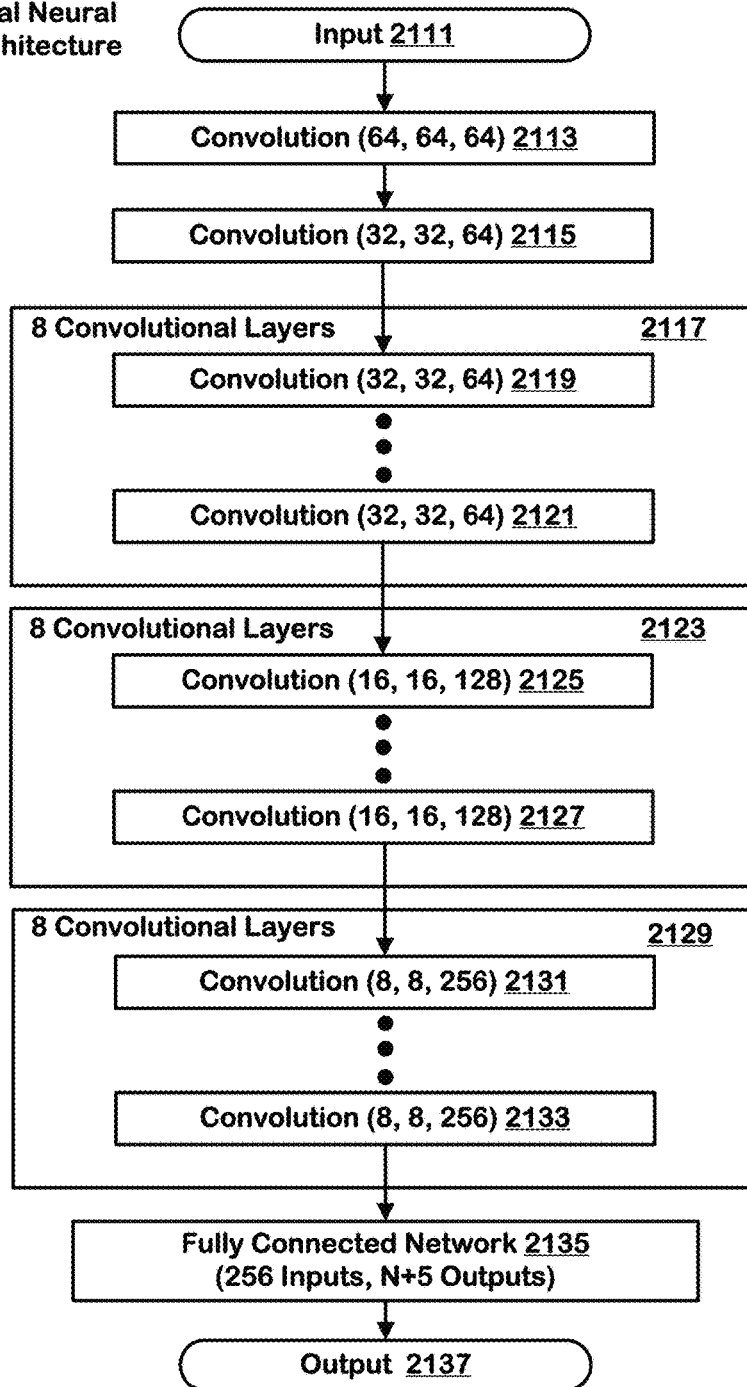 al Neural
hitecture
Input 2111
Convolution (64, 64, 64) 2113
Convolution (32, 32, 64) 2115
8 Convolutional Layers 2117
Convolution (32, 32, 64) 2119
Convolution (32, 32, 64) 2121
8 Convolutional Layers 2123
Convolution (16, 16, 128) 2125
Convolution (16, 16, 128) 2127
8 Convolutional Layers 2129
Convolution (8, 8, 256) 2131
Convolution (8, 8, 256) 2133
Fully Connected Network 2135
(256 Inputs, N+5 Outputs)
Output 2137